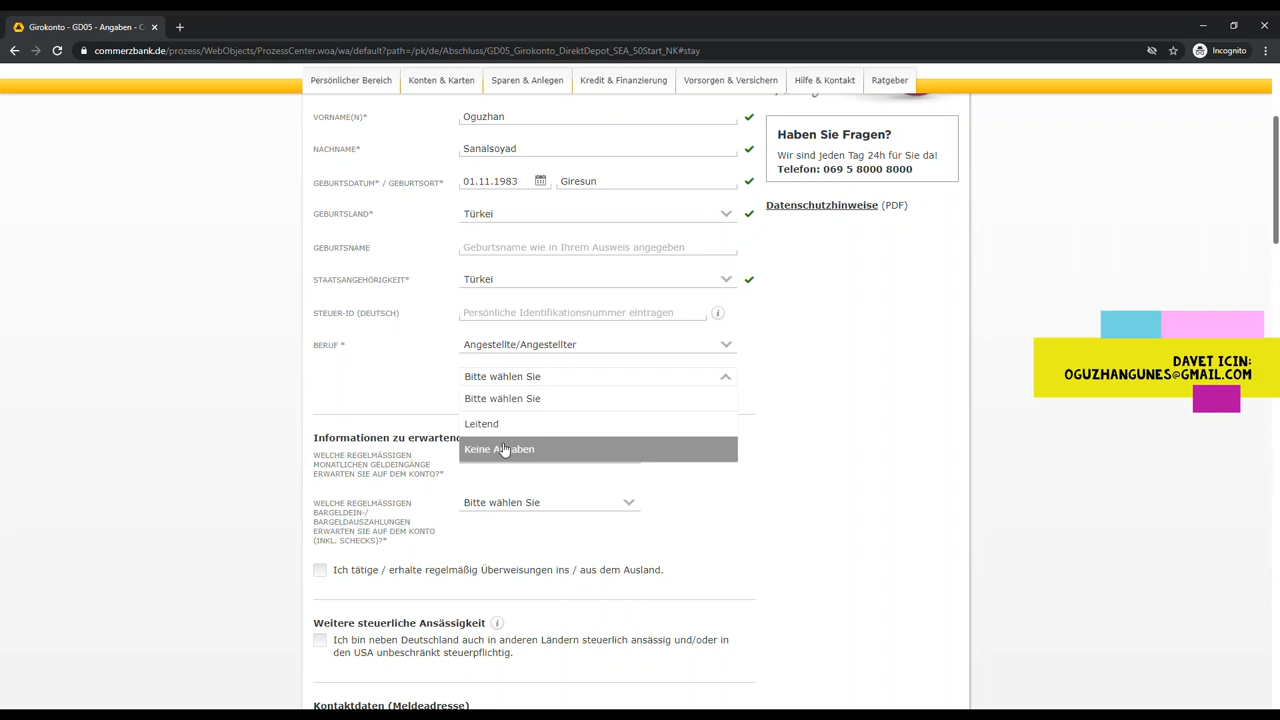 Girokonto - GD05 - Angaben - C
commerzbank.de/prozess/WebObjects/ProzessCenter.woa/wa/default?path=/pk/de/Abschluss/GD05_Girokonto_DirektDepot_SEA_50Start_NK#stay
Incognito
Persönlicher Bereich
Konten & Karten
Sparen & Anlegen
Kredit & Finanzierung
Vorsorgen & Versichern
Hilfe & Kontakt
Ratgeber
VORNAME(N)* Oguzhan
NACHNAME* Sanalsoyad
GEBURTSDATUM* / GEBURTSORT* 01.11.1983 Giresun
GEBURTSLAND* Türkei
GEBURTSNAME Geburtsname wie in Ihrem Ausweis angegeben
STAATSANGEHÖRIGKEIT* Türkei
STEUER-ID (DEUTSCH) Persönliche Identifikationsnummer eintragen
BERUF * Angestellte/Angestellter
Bitte wählen Sie
Bitte wählen Sie
Leitend
Keine Angaben
Haben Sie Fragen?
Wir sind jeden Tag 24h für Sie da!
Telefon: 069 5 8000 8000
Datenschutzhinweise (PDF)
DAVET ICIN:
OGUZHANGUNES@GMAIL.COM
Informationen zu
WELCHE REGELMÄSSIGEN
MONATLICHEN GELDEINGÄNGE
ERWARTEN SIE AUF DEM KONTO?*
WELCHE REGELMÄSSIGEN
BARGELDEIN-/
BARGELDAUSZAHLUNGEN
ERWARTEN SIE AUF DEM KONTO
(INKL. SCHECKS)?*
Bitte wählen Sie
Ich tätige / erhalte regelmäßig Überweisungen ins / aus dem Ausland.
Weitere steuerliche Ansässigkeit
Ich bin neben Deutschland auch in anderen Ländern steuerlich ansässig und/oder in
den USA unbeschränkt steuerpflichtig.
Kontaktdaten (Meldeadresse)